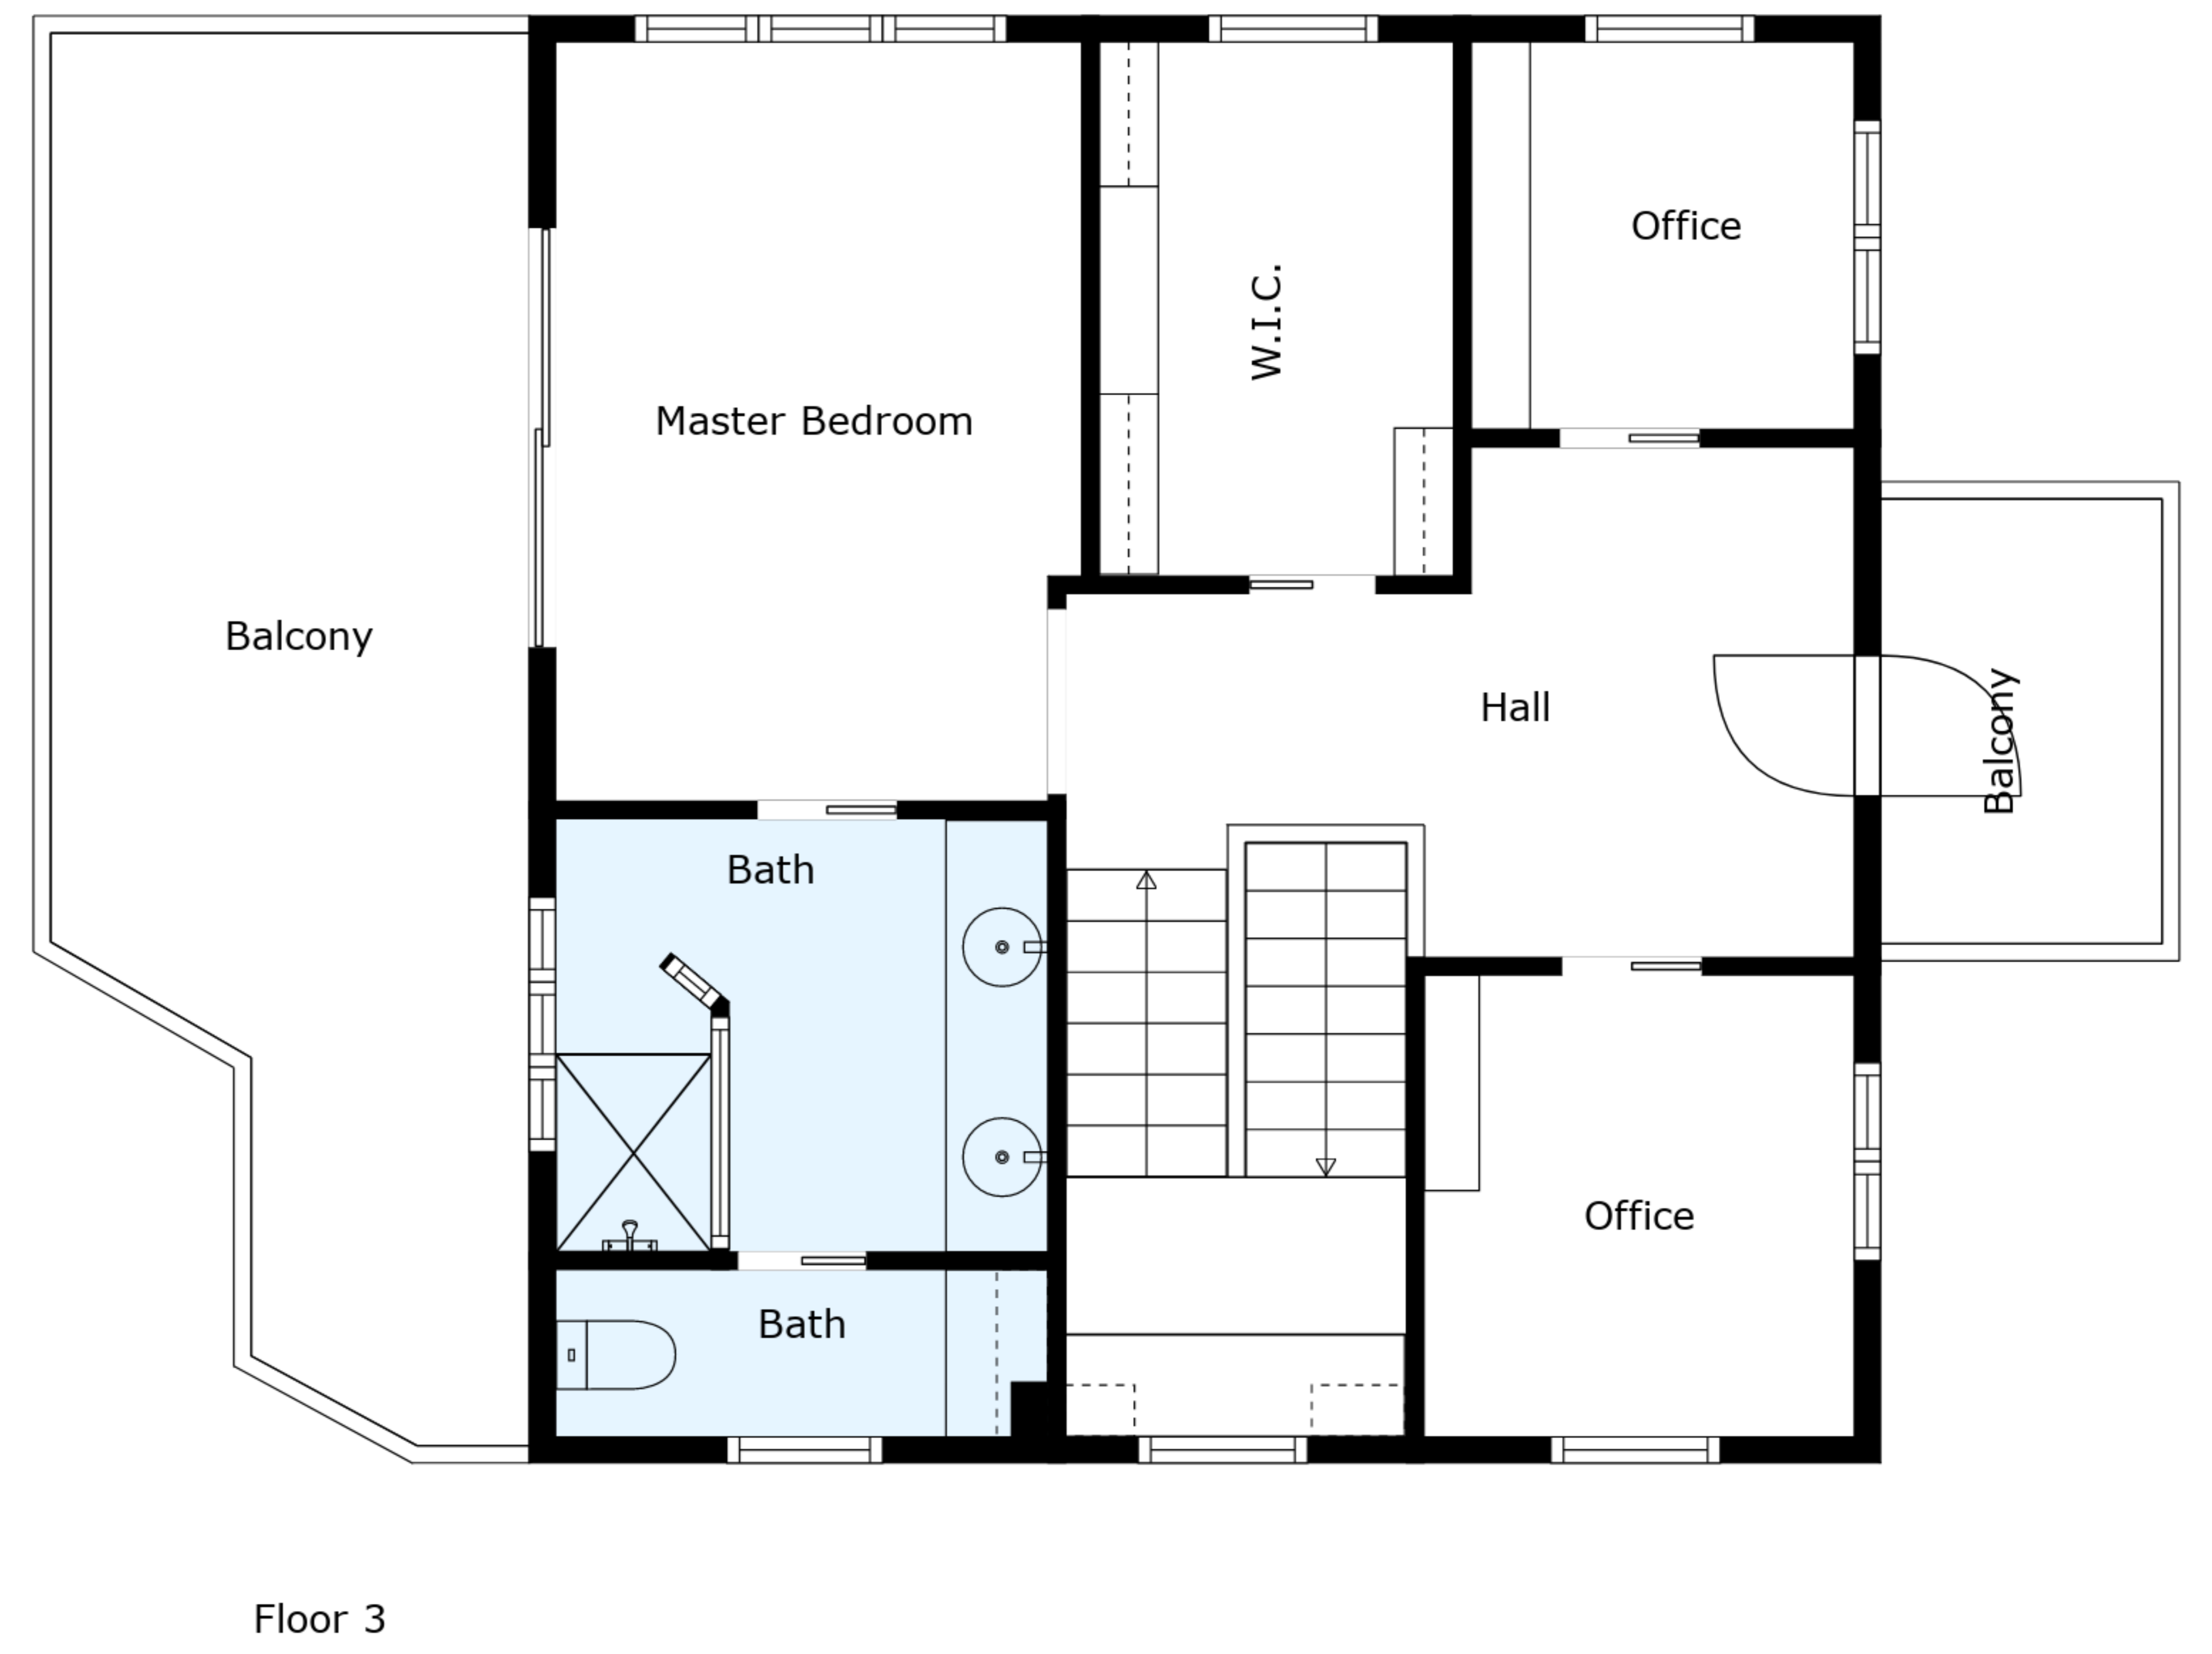 Office
W.I.C.
Master Bedroom
Balcony
Hall
Balcony
Bath
Office
Bath
Floor 3